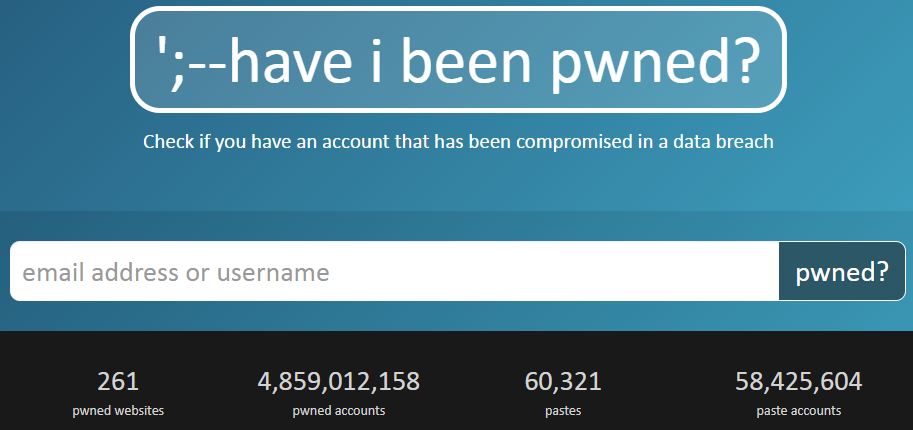 ';--have i been pwned?
Check if you have an account that has been compromised in a data breach
email address or username
pwned?
261
4,859,012,158
60,321
58,425,604
pwned websites
pwned accounts
pastes
paste accounts